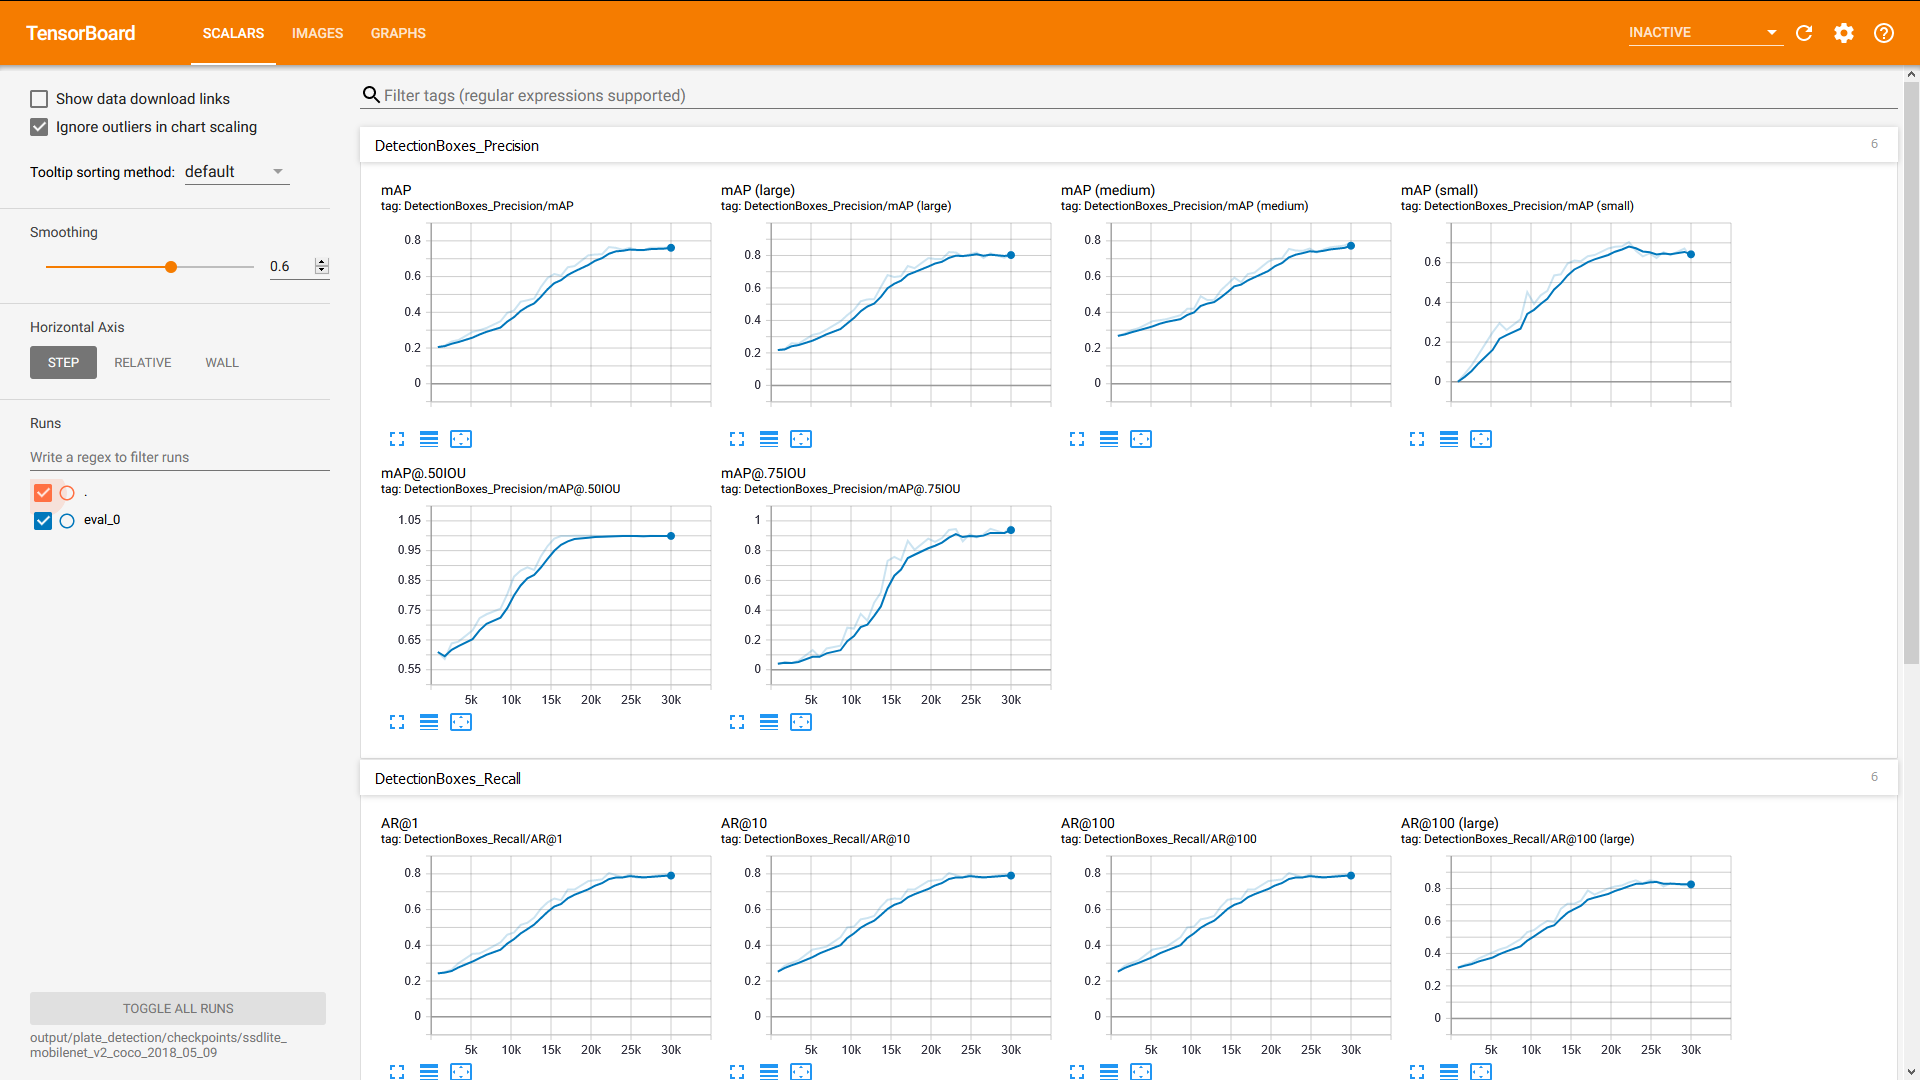 TensorBoard
SCALARS IMAGES GRAPHS
INACTIVE
Show data download links
Ignore outliers in chart scaling
Tooltip sorting method: default
Smoothing
0.6
Horizontal Axis
STEP RELATIVE WALL
Runs
Write a regex to filter runs
.
eval_0
TOGGLE ALL RUNS
output/plate_detection/checkpoints/ssdlite_
mobilenet_v2_coco_2018_05_09
Filter tags (regular expressions supported)
DetectionBoxes_Precision 6
mAP
tag: DetectionBoxes_Precision/mAP
0.8
0.6
0.4
0.2
0
mAP (large)
tag: DetectionBoxes_Precision/mAP (large)
0.8
0.6
0.4
0.2
0
mAP (medium)
tag: DetectionBoxes_Precision/mAP (medium)
0.8
0.6
0.4
0.2
0
mAP (small)
tag: DetectionBoxes_Precision/mAP (small)
0.6
0.4
0.2
0
mAP@.50IOU
tag: DetectionBoxes_Precision/mAP@.50IOU
1.05
0.95
0.85
0.75
0.65
0.55
5k 10k 15k 20k 25k 30k
mAP@.75IOU
tag: DetectionBoxes_Precision/mAP@.75IOU
1
0.8
0.6
0.4
0.2
0
5k 10k 15k 20k 25k 30k
DetectionBoxes_Recall 6
AR@1
tag: DetectionBoxes_Recall/AR@1
0.8
0.6
0.4
0.2
0
5k 10k 15k 20k 25k 30k
AR@10
tag: DetectionBoxes_Recall/AR@10
0.8
0.6
0.4
0.2
0
5k 10k 15k 20k 25k 30k
AR@100
tag: DetectionBoxes_Recall/AR@100
0.8
0.6
0.4
0.2
0
5k 10k 15k 20k 25k 30k
AR@100 (large)
tag: DetectionBoxes_Recall/AR@100 (large)
0.8
0.6
0.4
0.2
0
5k 10k 15k 20k 25k 30k